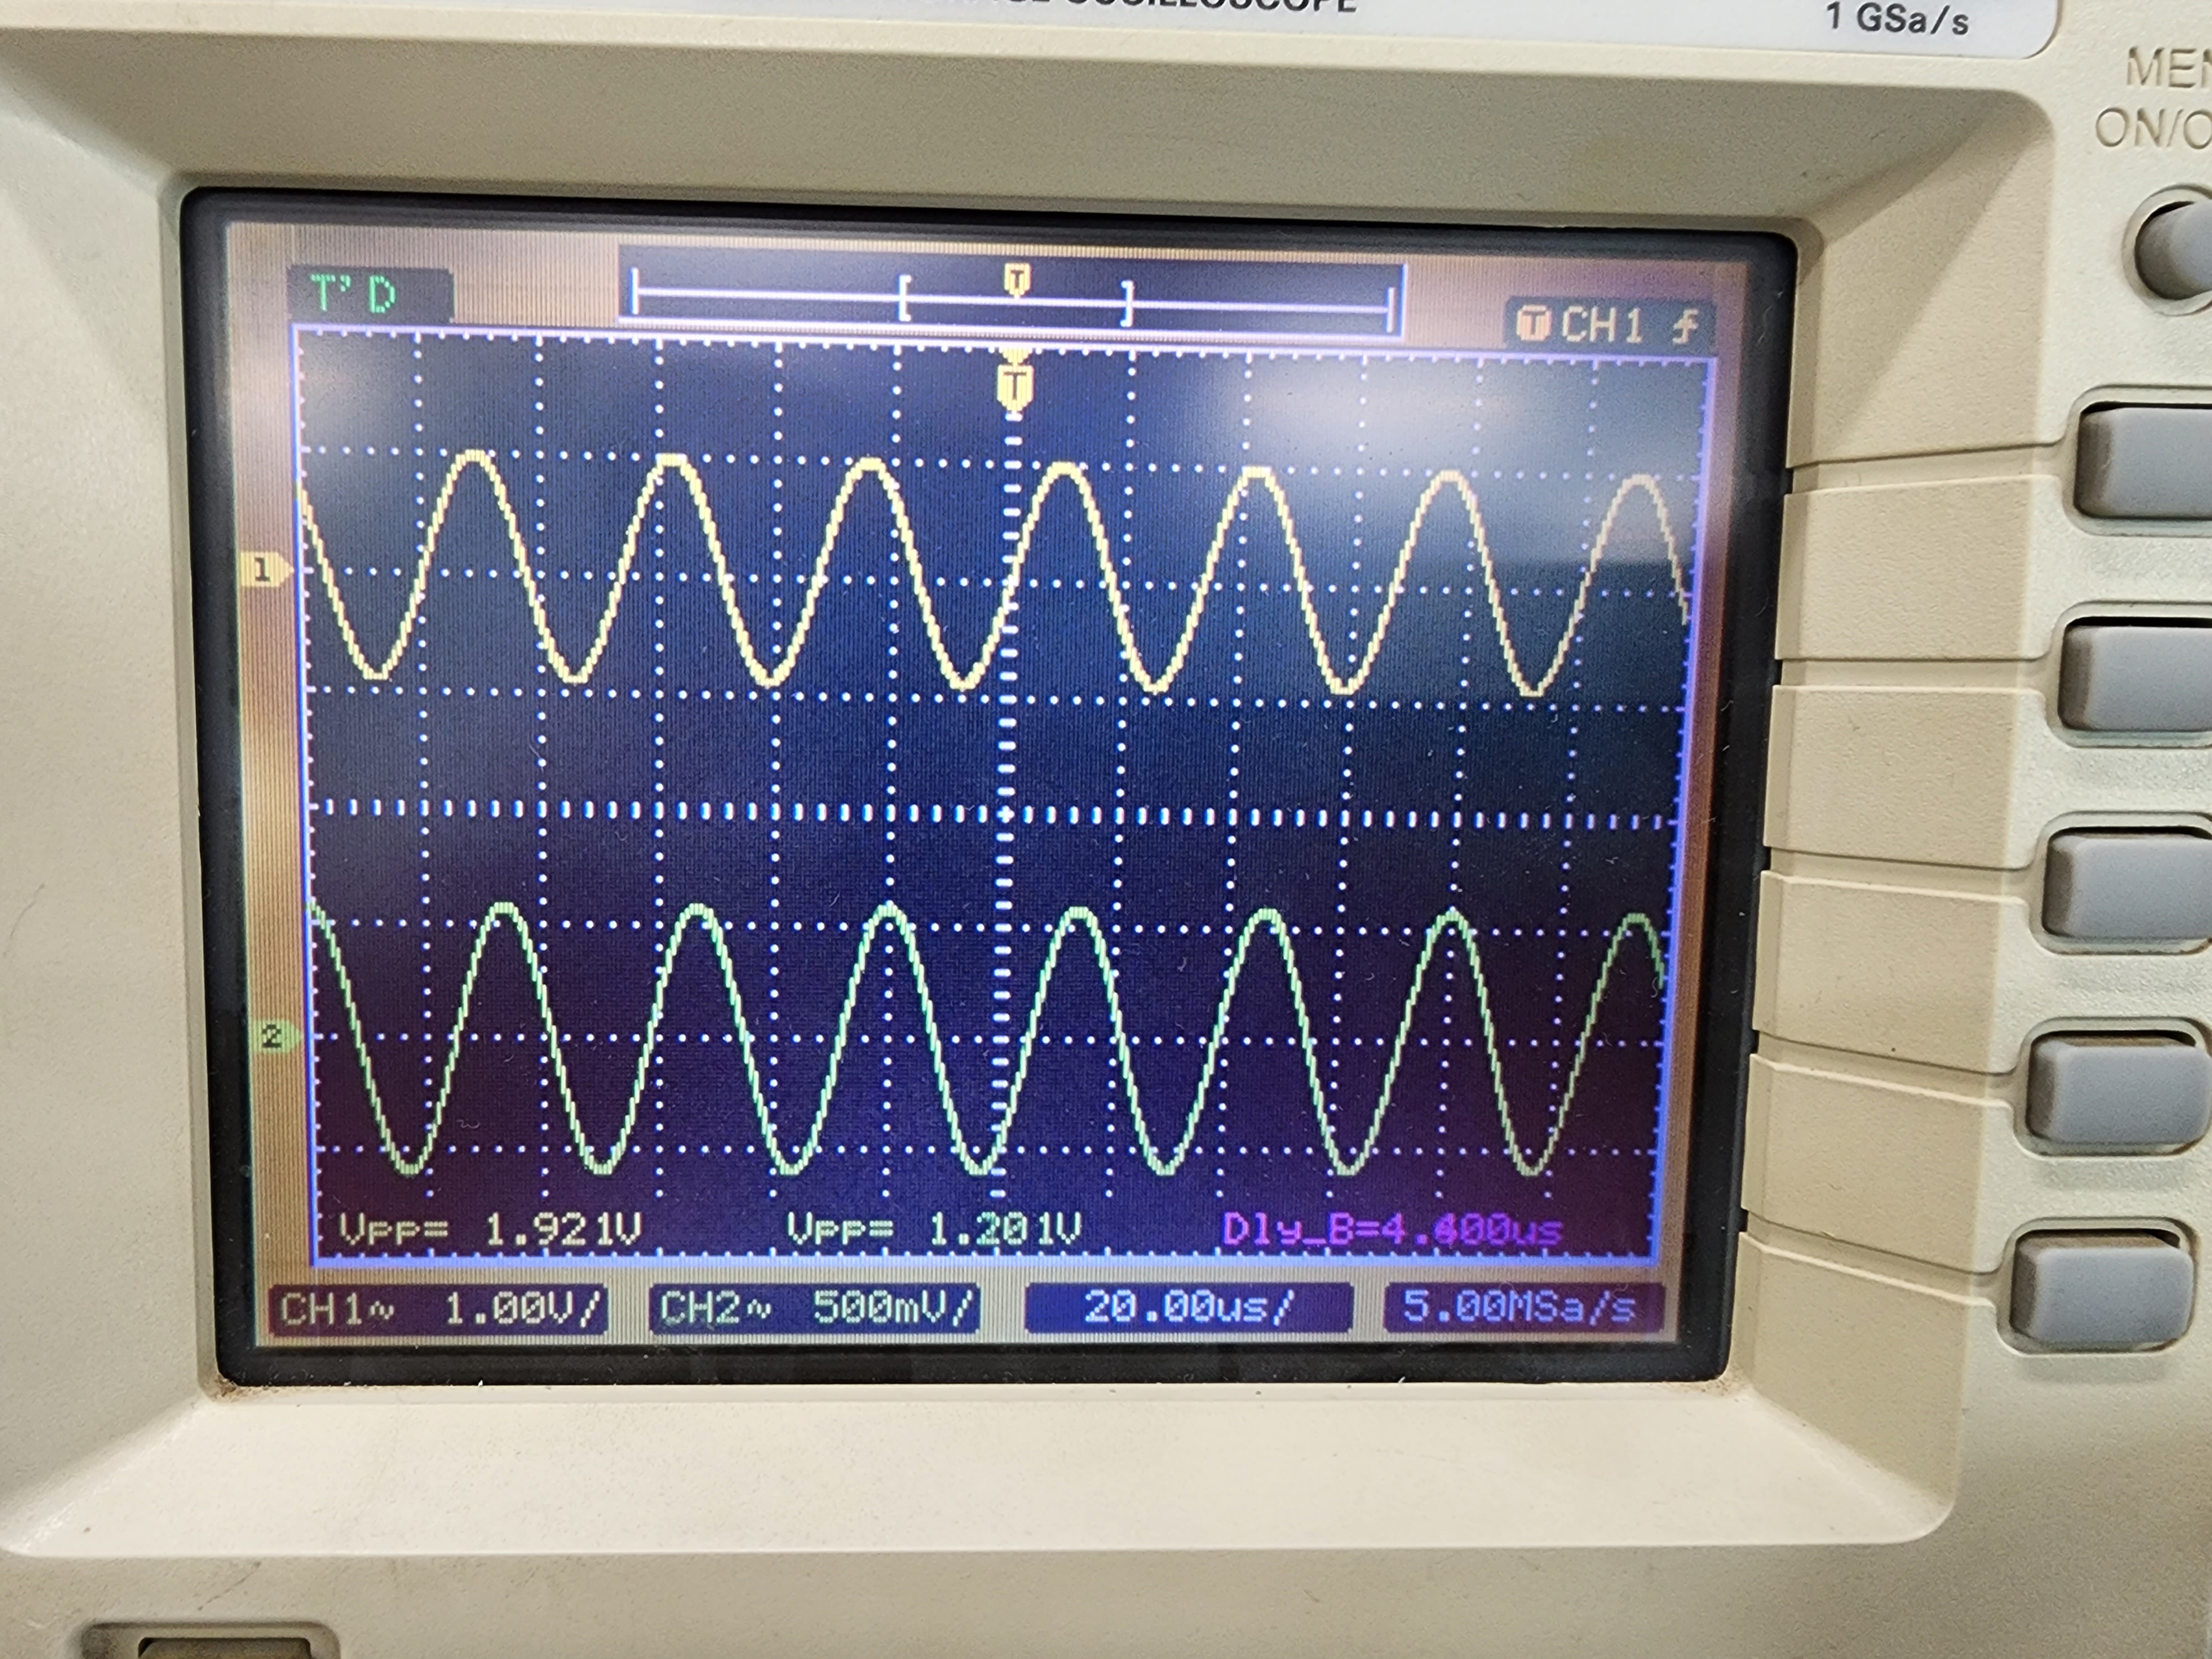 OSCILLOSCOPE
1 GSa/s
MEN
ON/O
T'D
T
T CH1
T
1
2
Vpp= 1.921V Vpp= 1.201V Dly_B=4.400us
CH1~ 1.00V/ CH2~ 500mV/ 20.00us/ 5.00MSa/s